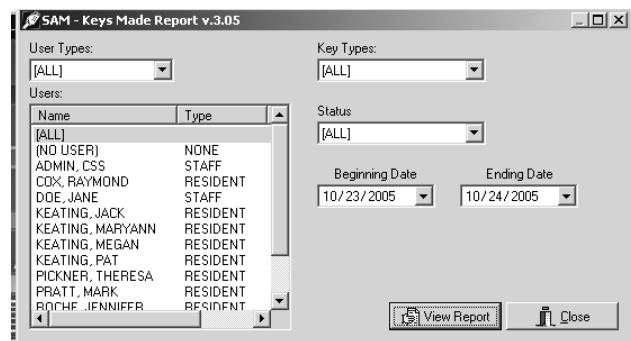 SAM - Keys Made Report v.3.05
User Types:
Key Types:
[ALL]
[ALL]
Users:
Name Type
[ALL]
(NO USER) NONE
ADMIN, CSS STAFF
COX, RAYMOND RESIDENT
DOE, JANE STAFF
KEATING, JACK RESIDENT
KEATING, MARYANN RESIDENT
KEATING, MEGAN RESIDENT
KEATING, PAT RESIDENT
PICKNER, THERESA RESIDENT
PRATT, MARK RESIDENT
ROCHE, JENNIFER RESIDENT
Status
[ALL]
Beginning Date Ending Date
10/23/2005 10/24/2005
View Report Close